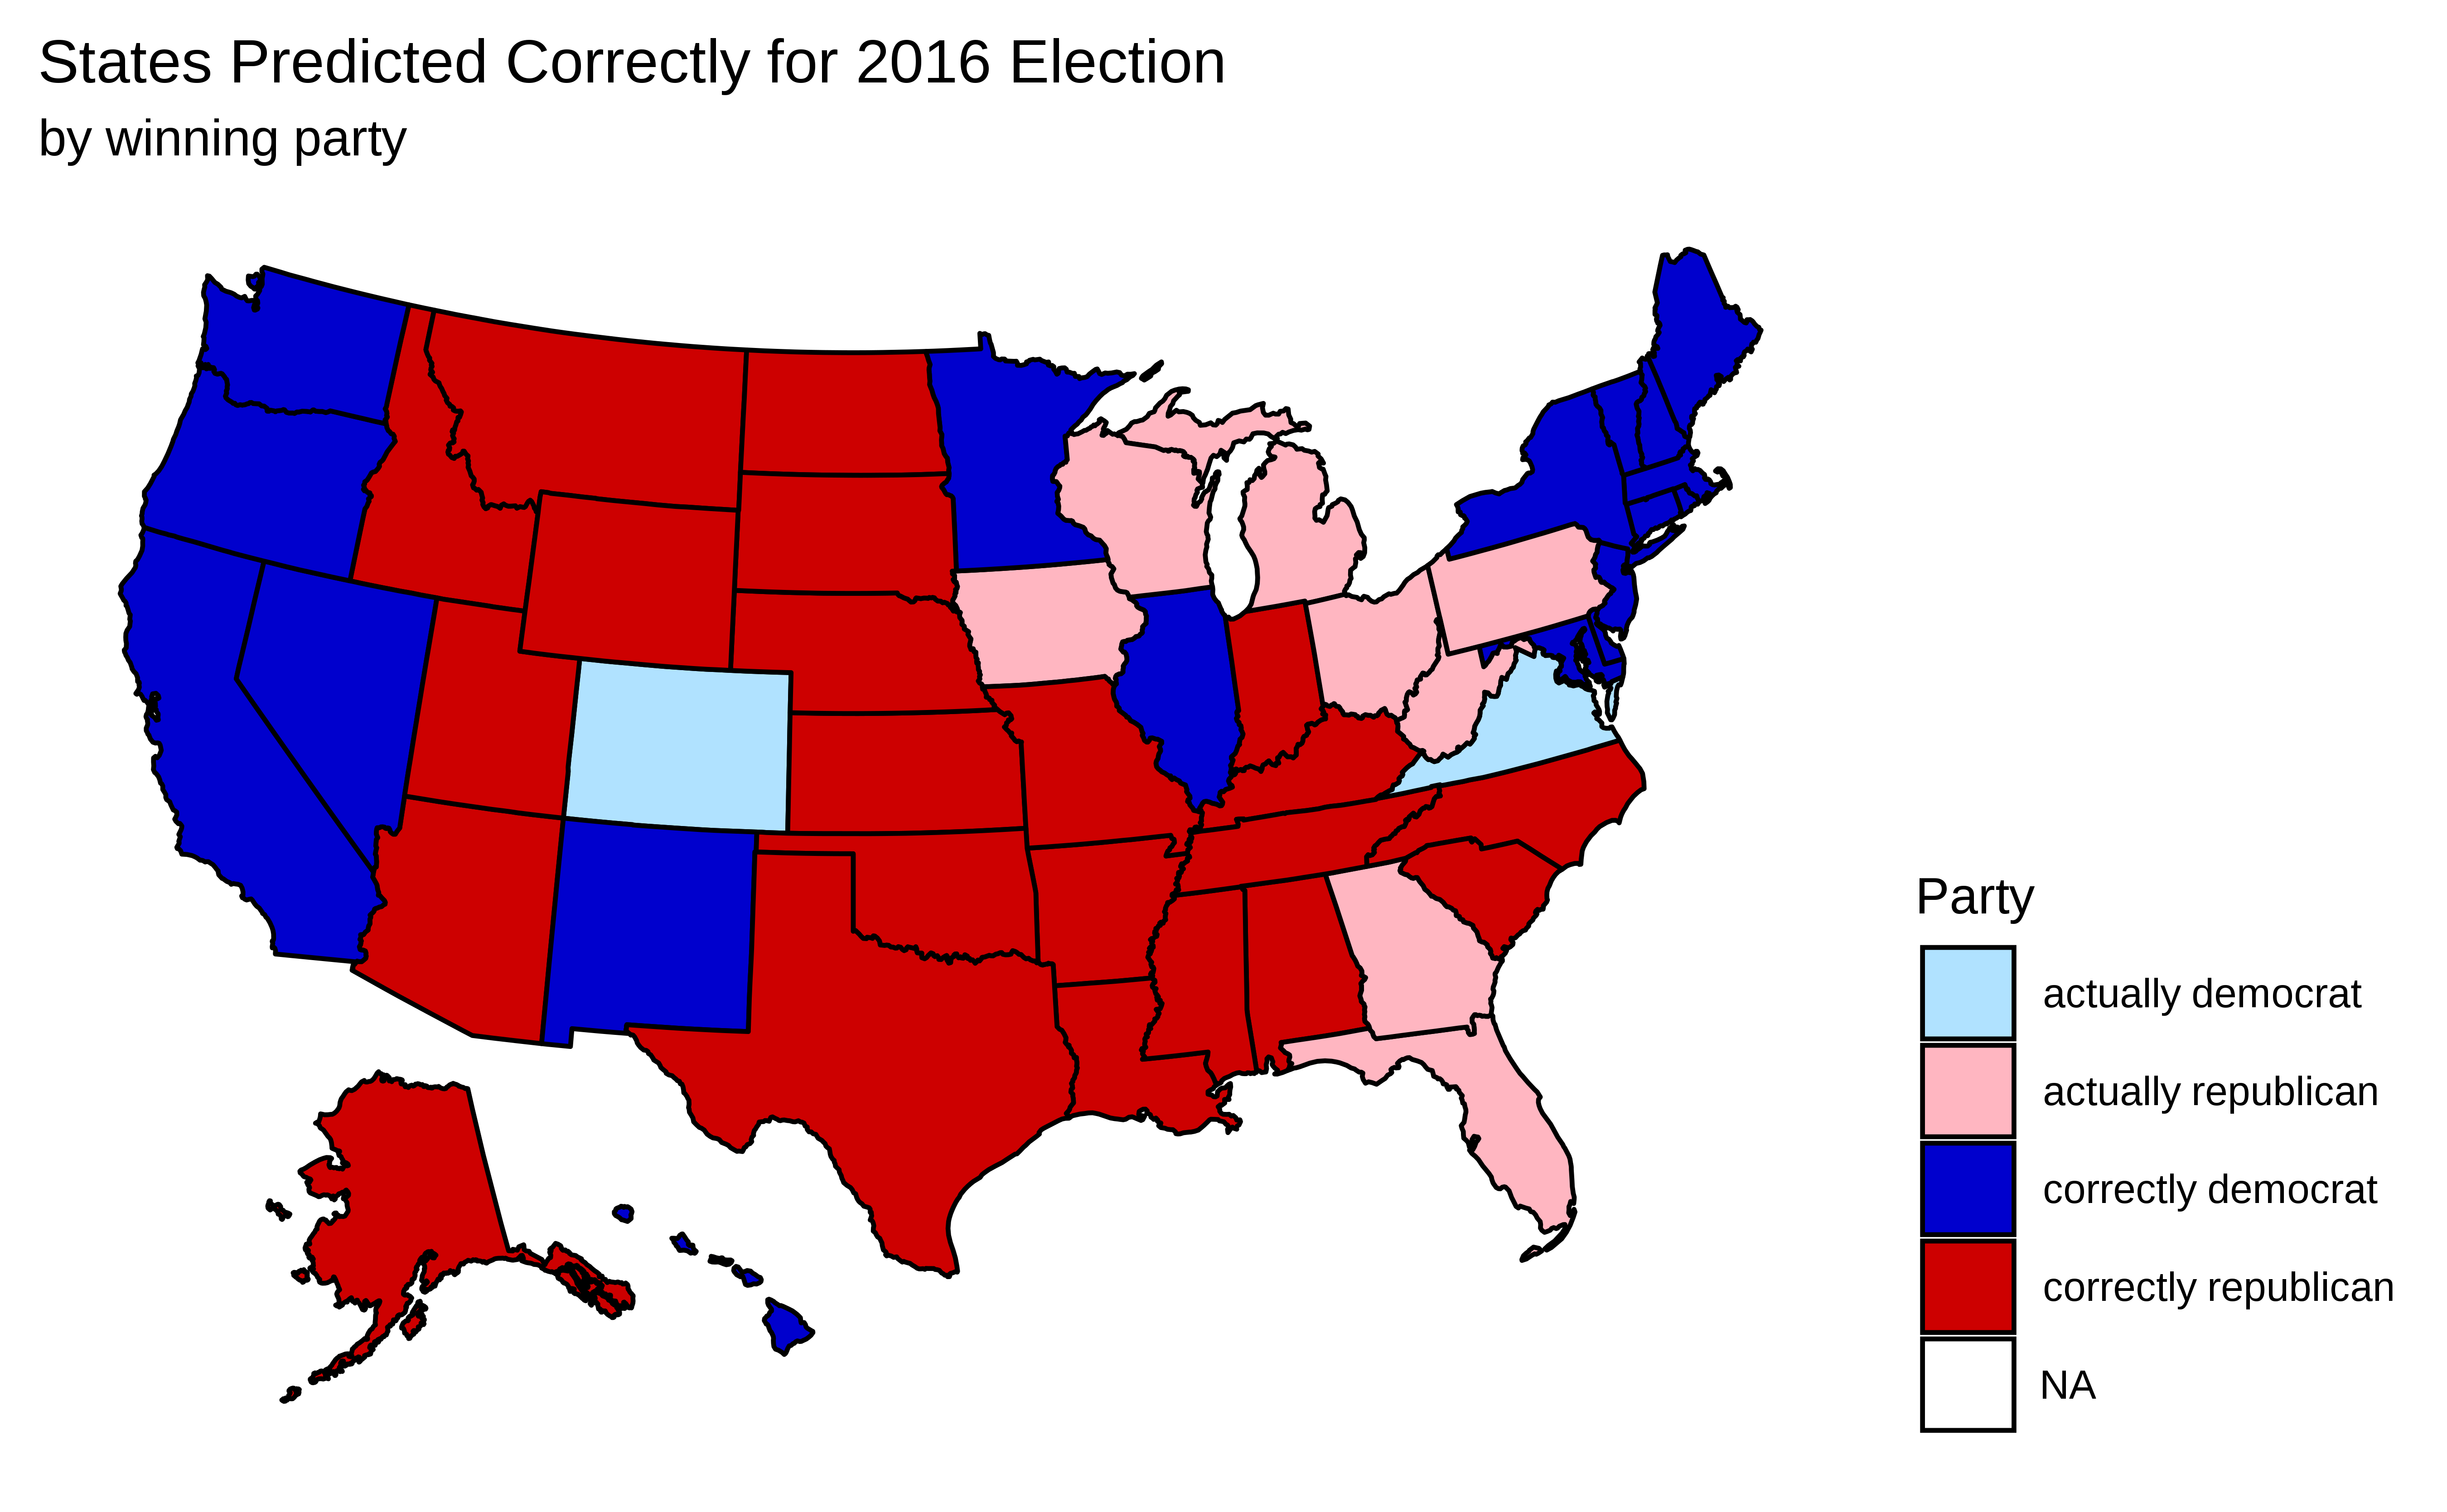 States Predicted Correctly for 2016 Election
by winning party
Party
actually democrat
actually republican
correctly democrat
correctly republican
NA